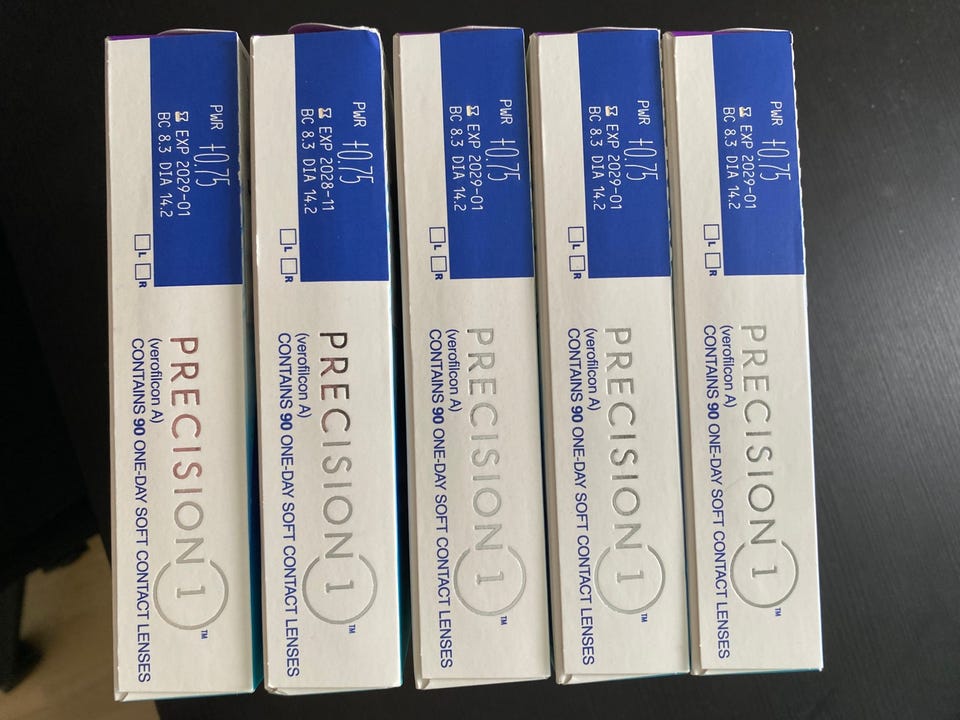 PWR +0.75
EXP 2029-01
BC 8.3 DIA 14.2
L R
PRECISION 1™
(verofilcon A)
CONTAINS 90 ONE-DAY SOFT CONTACT LENSES
PWR +0.75
EXP 2028-11
BC 8.3 DIA 14.2
L R
PRECISION 1™
(verofilcon A)
CONTAINS 90 ONE-DAY SOFT CONTACT LENSES
PWR +0.75
EXP 2029-01
BC 8.3 DIA 14.2
L R
PRECISION 1™
(verofilcon A)
CONTAINS 90 ONE-DAY SOFT CONTACT LENSES
PWR +0.75
EXP 2029-01
BC 8.3 DIA 14.2
L R
PRECISION 1™
(verofilcon A)
CONTAINS 90 ONE-DAY SOFT CONTACT LENSES
PWR +0.75
EXP 2029-01
BC 8.3 DIA 14.2
L R
PRECISION 1™
(verofilcon A)
CONTAINS 90 ONE-DAY SOFT CONTACT LENSES